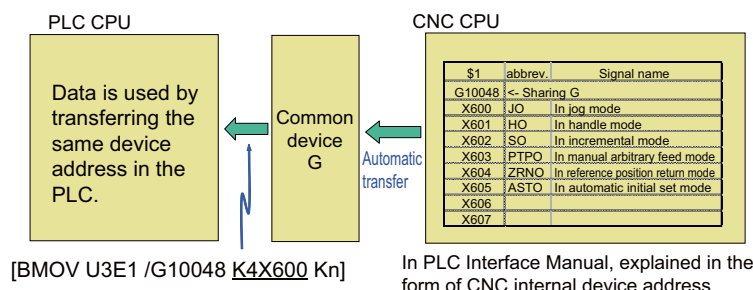 PLC CPU
CNC CPU
Data is used by
transferring the
same device
address in the
PLC.
Common
device
G
Automatic
transfer
$1 abbrev. Signal name
G10048 <- Sharing G
X600 JO In jog mode
X601 HO In handle mode
X602 SO In incremental mode
X603 PTPO In manual arbitrary feed mode
X604 ZRNO In reference position return mode
X605 ASTO In automatic initial set mode
X606
X607
[BMOV U3E1 /G10048 K4X600 Kn]
In PLC Interface Manual, explained in the
form of CNC internal device address